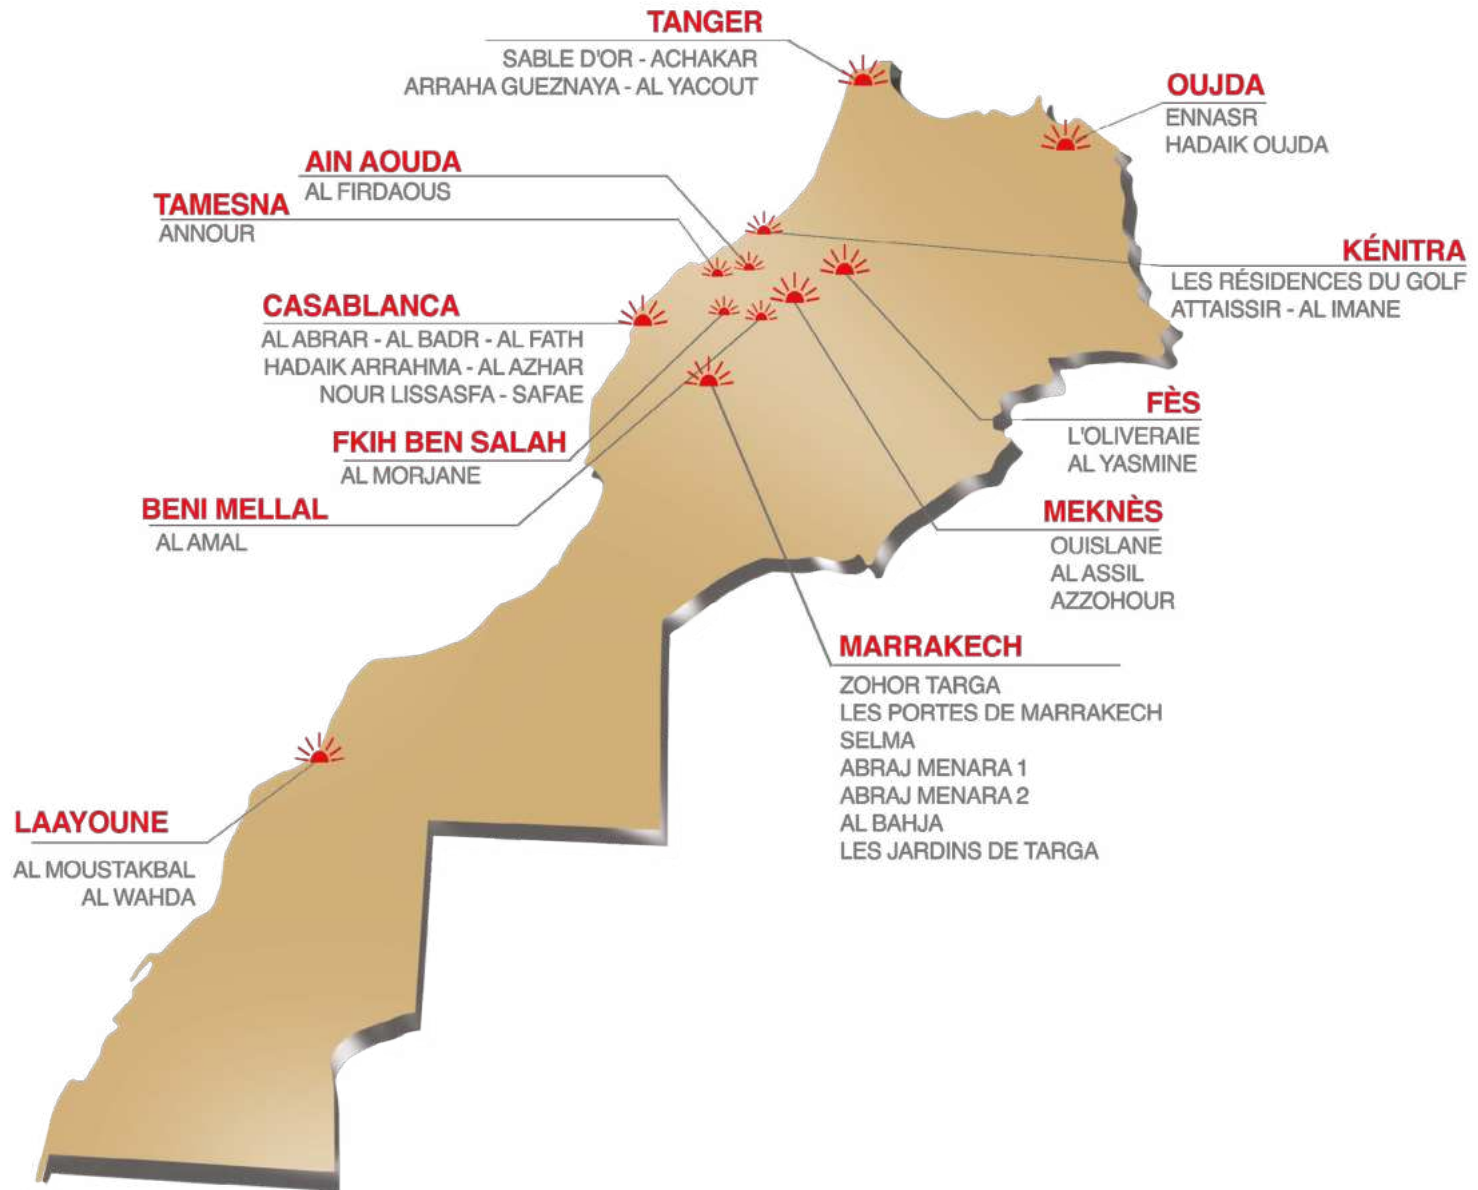 TANGER
SABLE D'OR - ACHAKAR
ARRAHA GUEZNAYA - AL YACOUT
OUJDA
ENNASR
HADAIK OUJDA
AIN AOUDA
AL FIRDAOUS
TAMESNA
ANNOUR
KÉNITRA
LES RÉSIDENCES DU GOLF
ATTAISSIR - AL IMANE
CASABLANCA
AL ABRAR - AL BADR - AL FATH
HADAIK ARRAHMA - AL AZHAR
NOUR LISSASFA - SAFAE
FÈS
L'OLIVERAIE
AL YASMINE
FKIH BEN SALAH
AL MORJANE
BENI MELLAL
AL AMAL
MEKNÈS
OUISLANE
AL ASSIL
AZZOHOUR
MARRAKECH
ZOHOR TARGA
LES PORTES DE MARRAKECH
SELMA
ABRAJ MENARA 1
ABRAJ MENARA 2
AL BAHJA
LES JARDINS DE TARGA
LAAYOUNE
AL MOUSTAKBAL
AL WAHDA